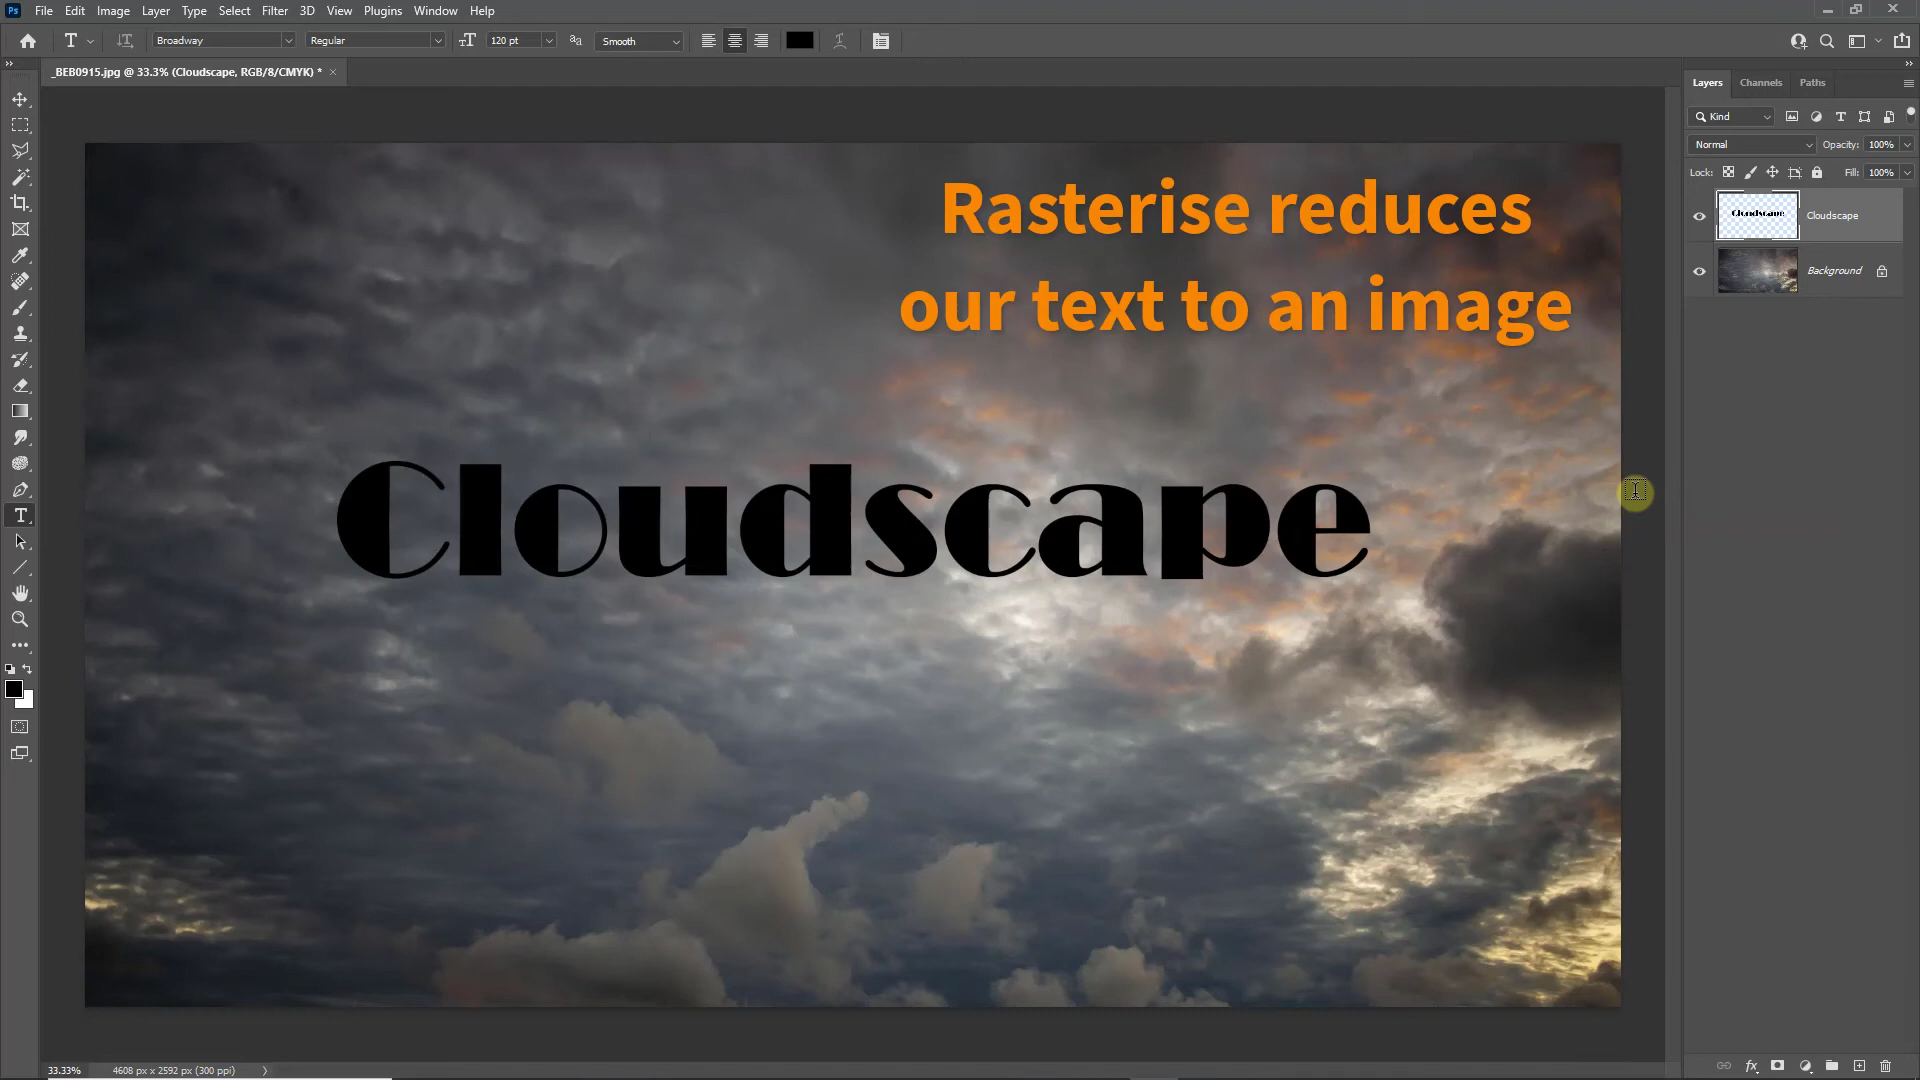 Ps File Edit Image Layer Type Select Filter 3D View Plugins Window Help
T Broadway Regular 120 pt Smooth
_BEB0915.jpg @ 33.3% (Cloudscape, RGB/8/CMYK) *
Layers Channels Paths
Kind
Normal Opacity: 100%
Lock: Fill: 100%
Cloudscape Cloudscape
Background
Rasterise reduces
our text to an image
Cloudscape
33.33% 4608 px x 2592 px (300 ppi)